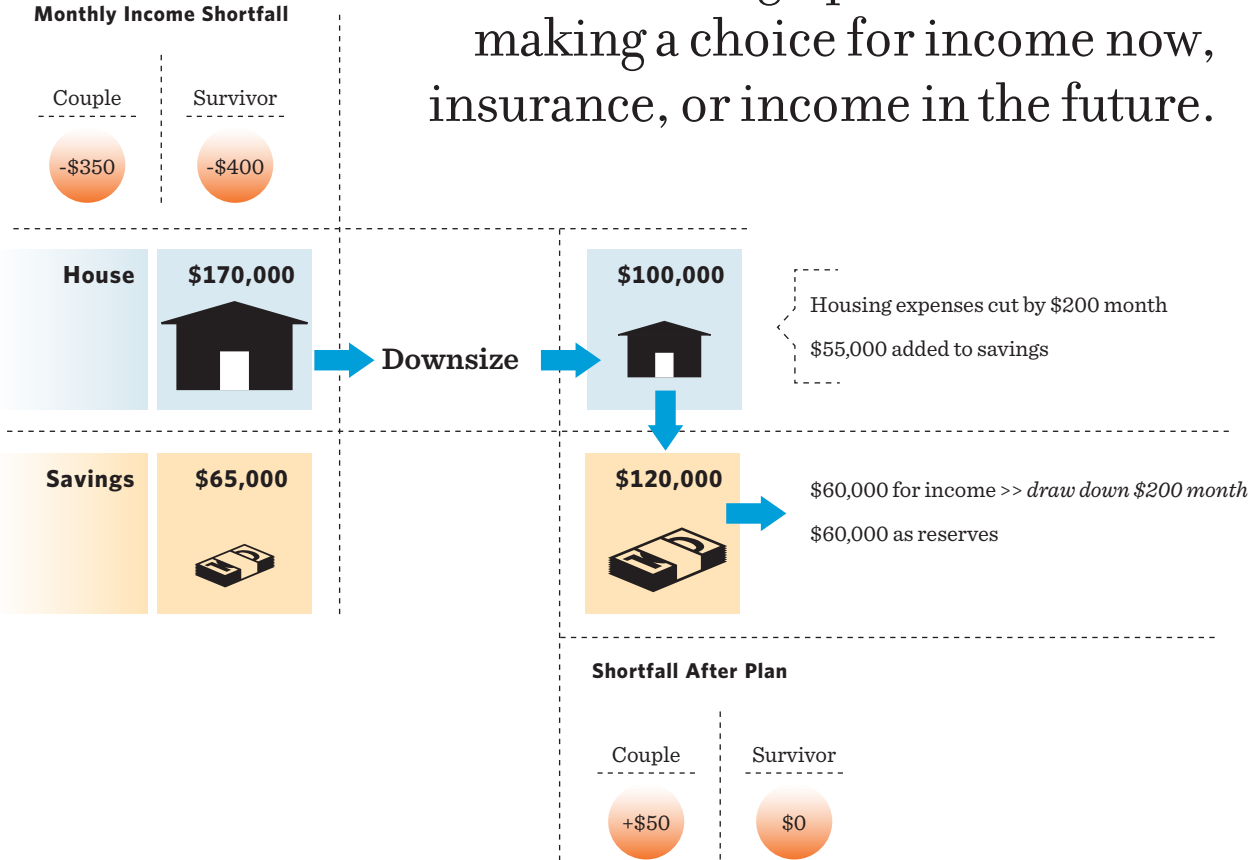 Monthly Income Shortfall
making a choice for income now,
insurance, or income in the future.
Couple
Survivor
-$350
-$400
House
$170,000
Downsize
$100,000
Housing expenses cut by $200 month
$55,000 added to savings
Savings
$65,000
$120,000
$60,000 for income >> draw down $200 month
$60,000 as reserves
Shortfall After Plan
Couple
Survivor
+$50
$0